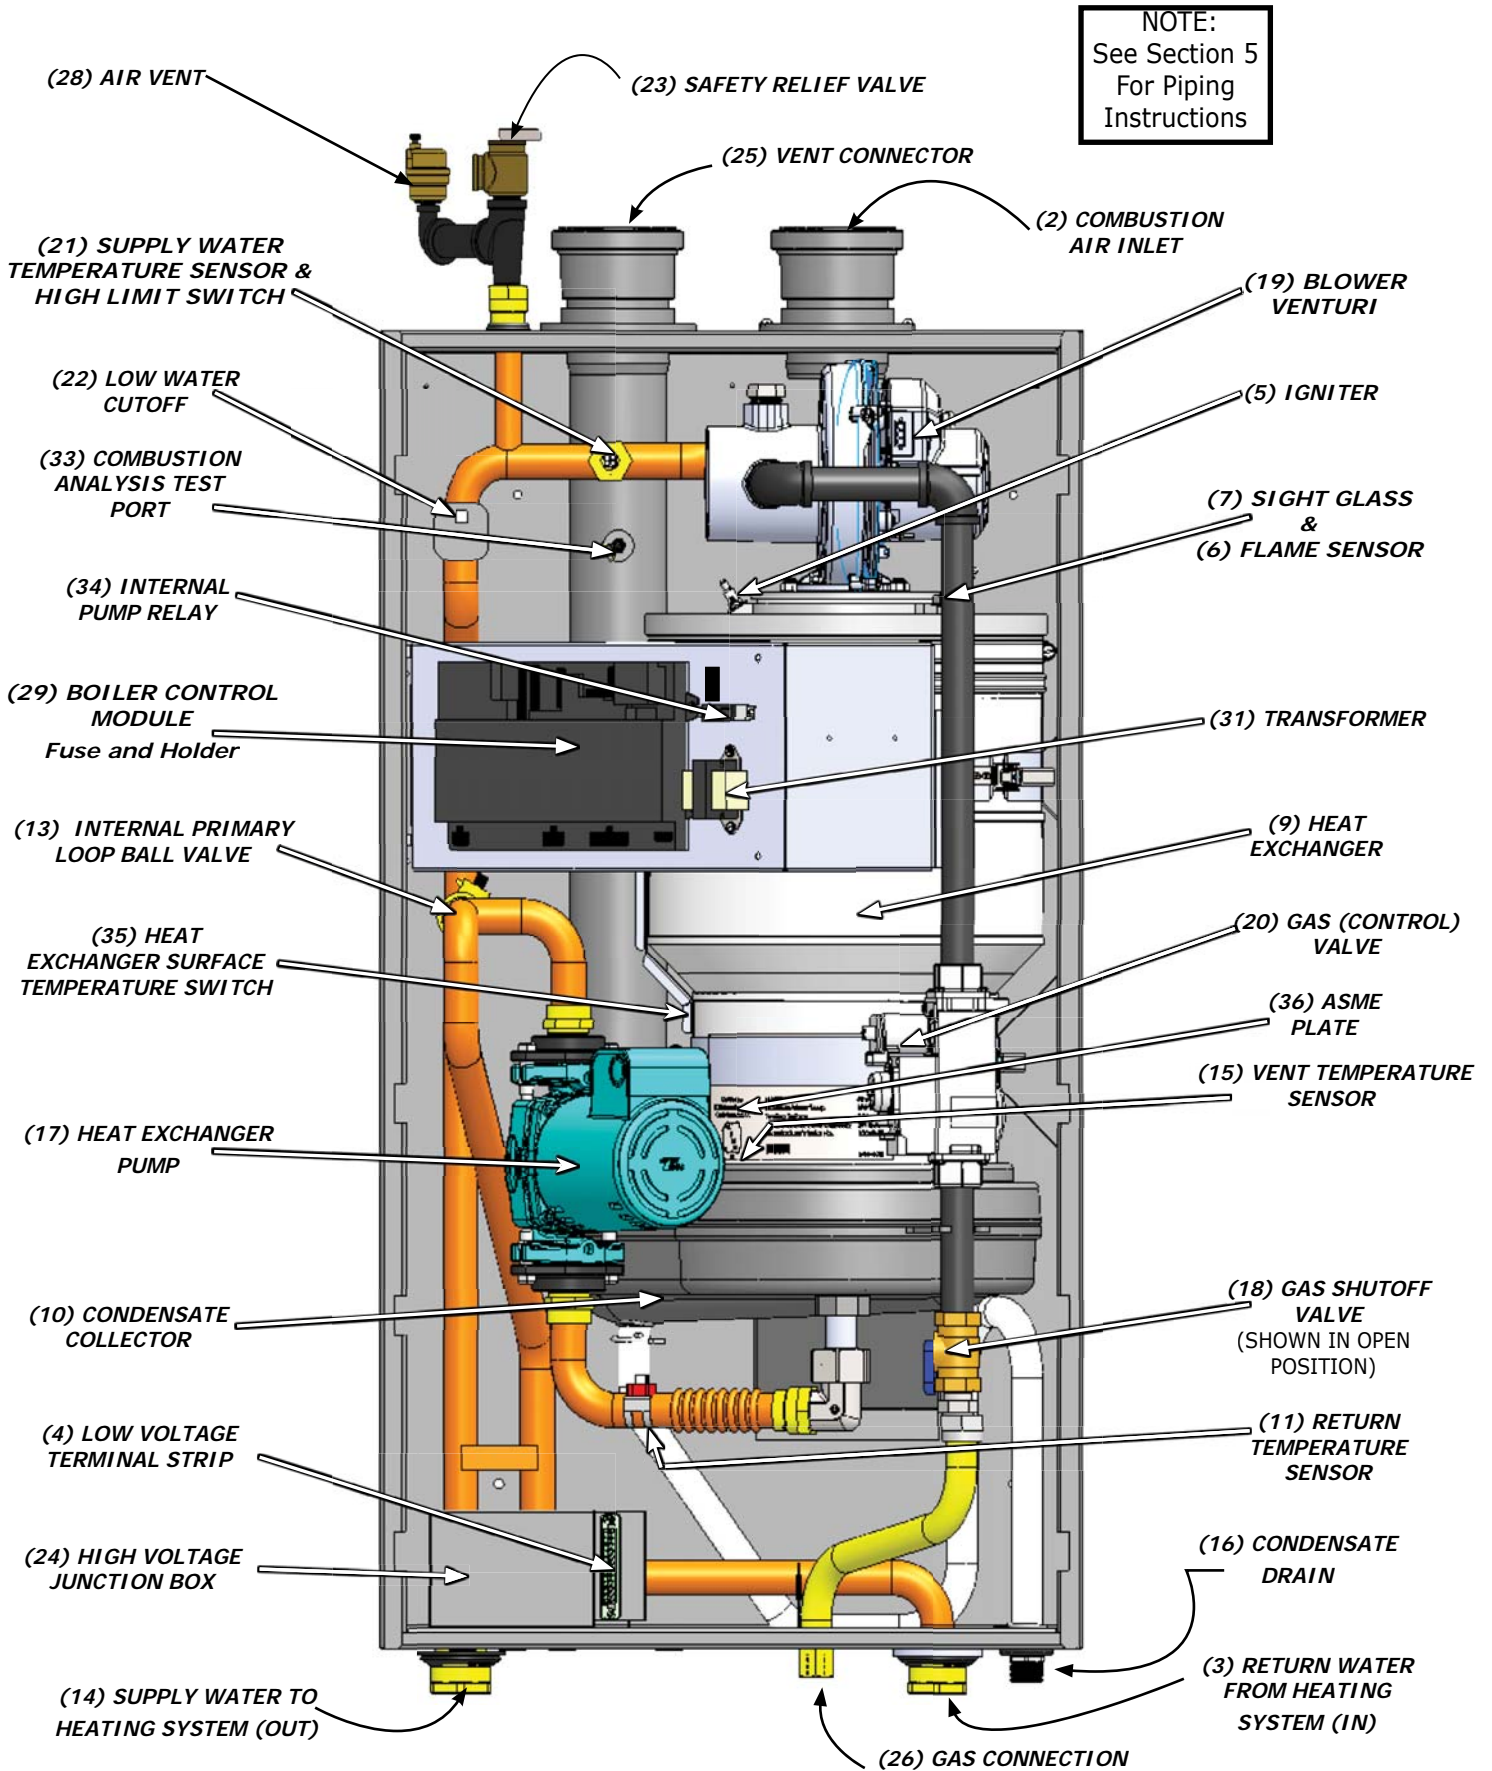 NOTE:
See Section 5
For Piping
Instructions
(28) AIR VENT
(23) SAFETY RELIEF VALVE
(25) VENT CONNECTOR
(2) COMBUSTION
AIR INLET
(21) SUPPLY WATER
TEMPERATURE SENSOR &
HIGH LIMIT SWITCH
(19) BLOWER
VENTURI
(22) LOW WATER
CUTOFF
(5) IGNITER
(33) COMBUSTION
ANALYSIS TEST
PORT
(7) SIGHT GLASS
&
(6) FLAME SENSOR
(34) INTERNAL
PUMP RELAY
(29) BOILER CONTROL
MODULE
Fuse and Holder
(31) TRANSFORMER
(13) INTERNAL PRIMARY
LOOP BALL VALVE
(9) HEAT
EXCHANGER
(35) HEAT
EXCHANGER SURFACE
TEMPERATURE SWITCH
(20) GAS (CONTROL)
VALVE
(36) ASME
PLATE
(15) VENT TEMPERATURE
SENSOR
(17) HEAT EXCHANGER
PUMP
(10) CONDENSATE
COLLECTOR
(18) GAS SHUTOFF
VALVE
(SHOWN IN OPEN
POSITION)
(4) LOW VOLTAGE
TERMINAL STRIP
(11) RETURN
TEMPERATURE
SENSOR
(24) HIGH VOLTAGE
JUNCTION BOX
(16) CONDENSATE
DRAIN
(14) SUPPLY WATER TO
HEATING SYSTEM (OUT)
(3) RETURN WATER
FROM HEATING
SYSTEM (IN)
(26) GAS CONNECTION